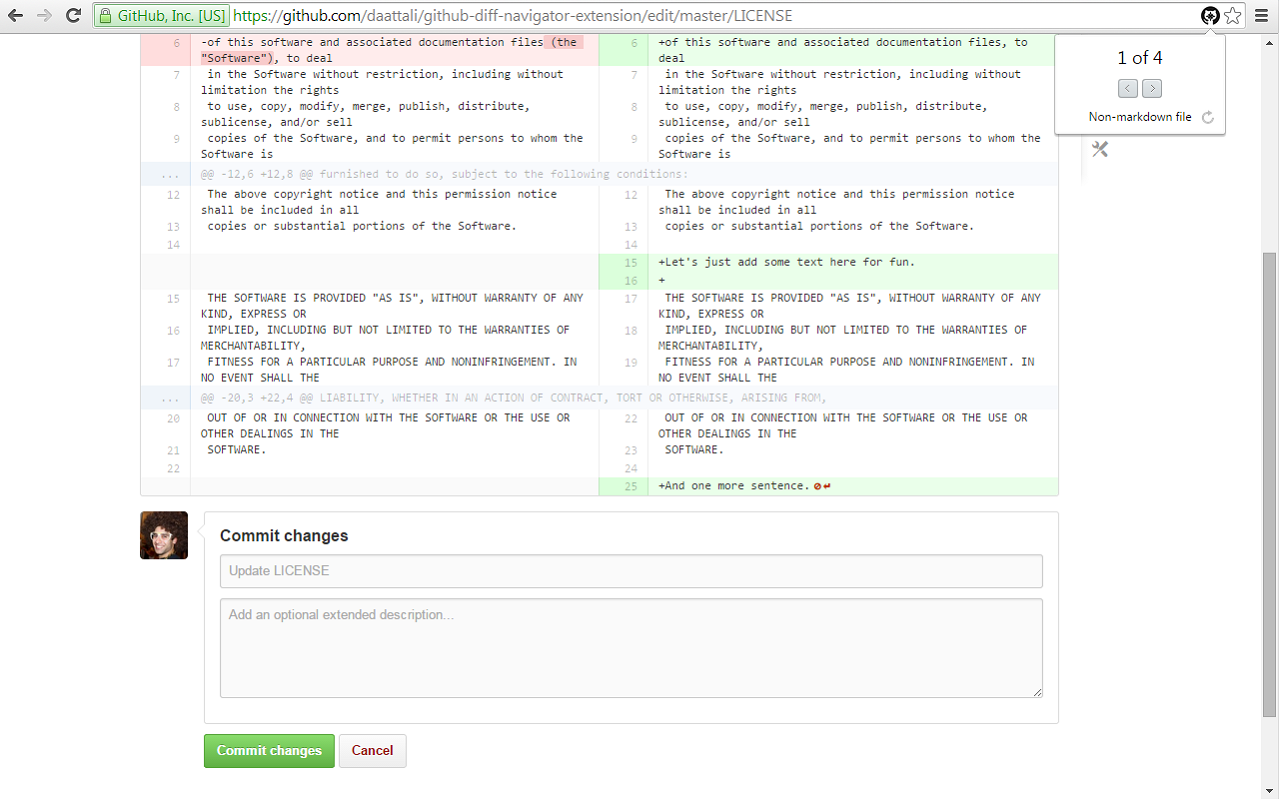 GitHub, Inc. [US] https://github.com/daattali/github-diff-navigator-extension/edit/master/LICENSE
1 of 4
< >
Non-markdown file
6 -of this software and associated documentation files (the
"Software"), to deal
7 in the Software without restriction, including without
limitation the rights
8 to use, copy, modify, merge, publish, distribute,
sublicense, and/or sell
9 copies of the Software, and to permit persons to whom the
Software is
6 +of this software and associated documentation files, to
deal
7 in the Software without restriction, including without
limitation the rights
8 to use, copy, modify, merge, publish, distribute,
sublicense, and/or sell
9 copies of the Software, and to permit persons to whom the
Software is
... @@ -12,6 +12,8 @@ furnished to do so, subject to the following conditions:
12 The above copyright notice and this permission notice
shall be included in all
13 copies or substantial portions of the Software.
14
12 The above copyright notice and this permission notice
shall be included in all
13 copies or substantial portions of the Software.
14
15 +Let's just add some text here for fun.
16 +
15 THE SOFTWARE IS PROVIDED "AS IS", WITHOUT WARRANTY OF ANY
KIND, EXPRESS OR
16 IMPLIED, INCLUDING BUT NOT LIMITED TO THE WARRANTIES OF
MERCHANTABILITY,
17 FITNESS FOR A PARTICULAR PURPOSE AND NONINFRINGEMENT. IN
NO EVENT SHALL THE
17 THE SOFTWARE IS PROVIDED "AS IS", WITHOUT WARRANTY OF ANY
KIND, EXPRESS OR
18 IMPLIED, INCLUDING BUT NOT LIMITED TO THE WARRANTIES OF
MERCHANTABILITY,
19 FITNESS FOR A PARTICULAR PURPOSE AND NONINFRINGEMENT. IN
NO EVENT SHALL THE
... @@ -20,3 +22,4 @@ LIABILITY, WHETHER IN AN ACTION OF CONTRACT, TORT OR OTHERWISE, ARISING FROM,
20 OUT OF OR IN CONNECTION WITH THE SOFTWARE OR THE USE OR
OTHER DEALINGS IN THE
21 SOFTWARE.
22
22 OUT OF OR IN CONNECTION WITH THE SOFTWARE OR THE USE OR
OTHER DEALINGS IN THE
23 SOFTWARE.
24
25 +And one more sentence.
Commit changes
Update LICENSE
Add an optional extended description...
Commit changes Cancel